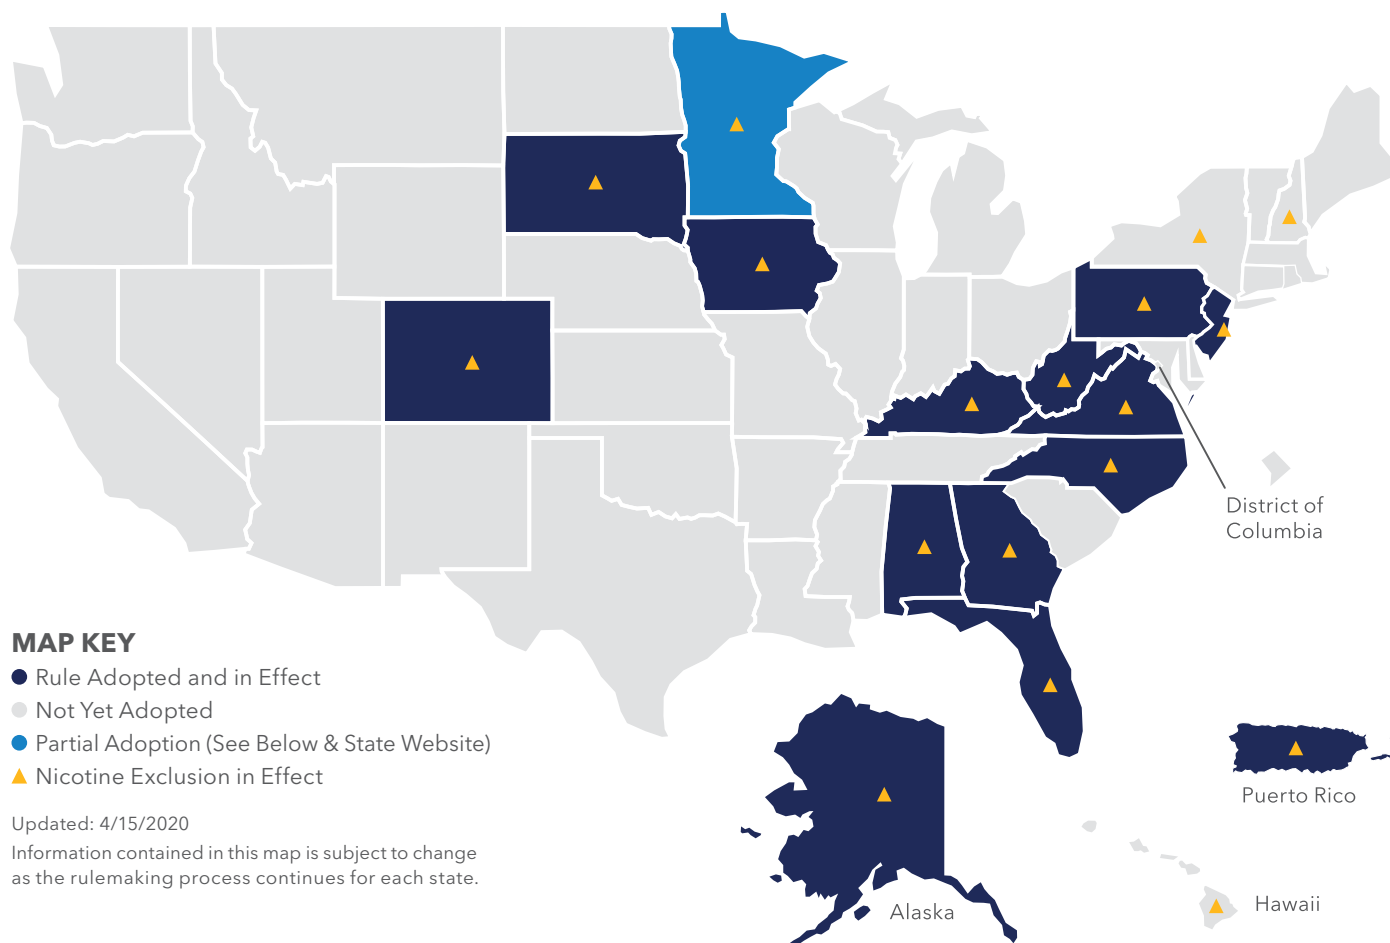 District of
Columbia
MAP KEY
Rule Adopted and in Effect
Not Yet Adopted
Partial Adoption (See Below & State Website)
Nicotine Exclusion in Effect
Puerto Rico
Updated: 4/15/2020
Information contained in this map is subject to change
as the rulemaking process continues for each state.
Alaska
Hawaii